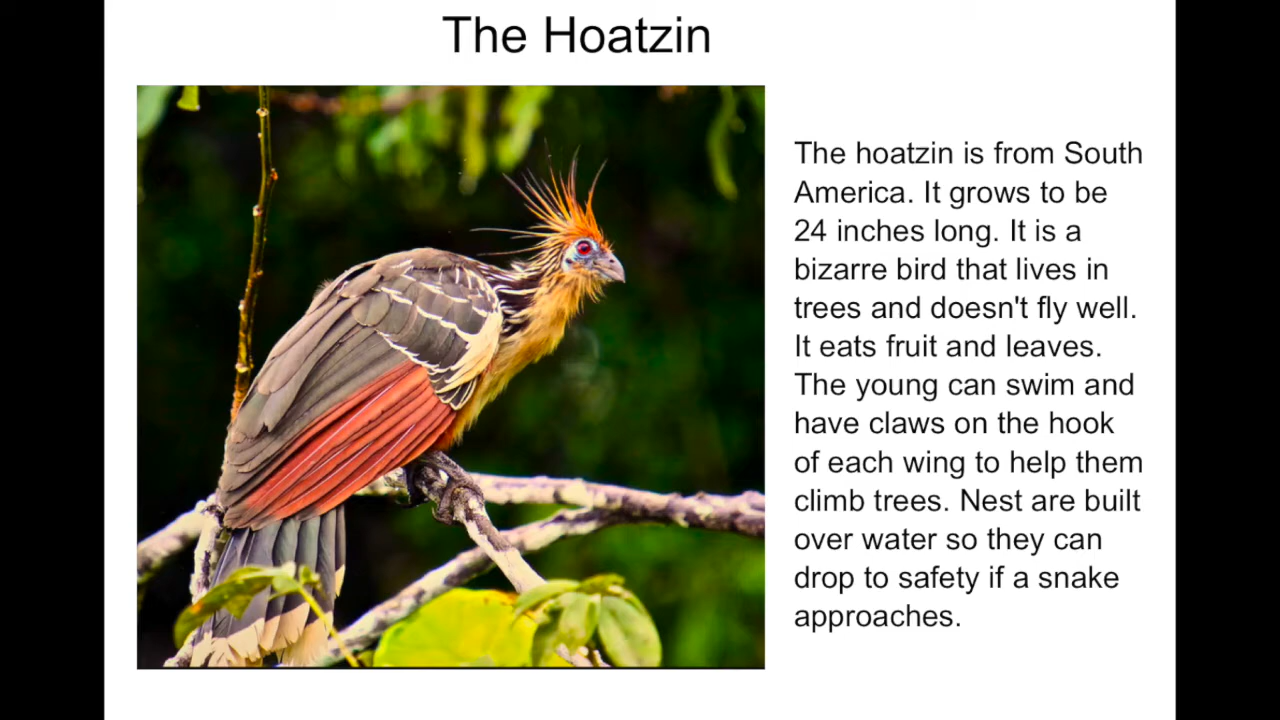 The Hoatzin
The hoatzin is from South
America. It grows to be
24 inches long. It is a
bizarre bird that lives in
trees and doesn't fly well.
It eats fruit and leaves.
The young can swim and
have claws on the hook
of each wing to help them
climb trees. Nest are built
over water so they can
drop to safety if a snake
approaches.